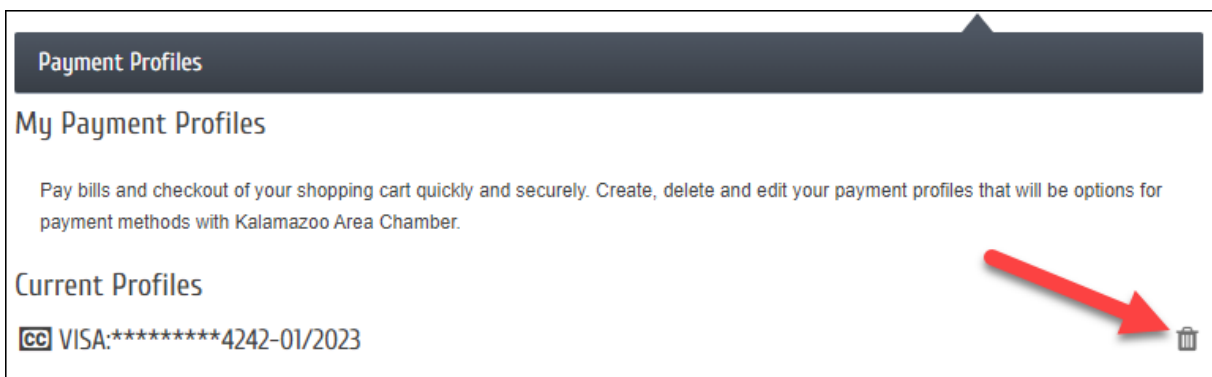 Payment Profiles
My Payment Profiles
Pay bills and checkout of your shopping cart quickly and securely. Create, delete and edit your payment profiles that will be options for
payment methods with Kalamazoo Area Chamber.
Current Profiles
CC VISA:*********4242-01/2023